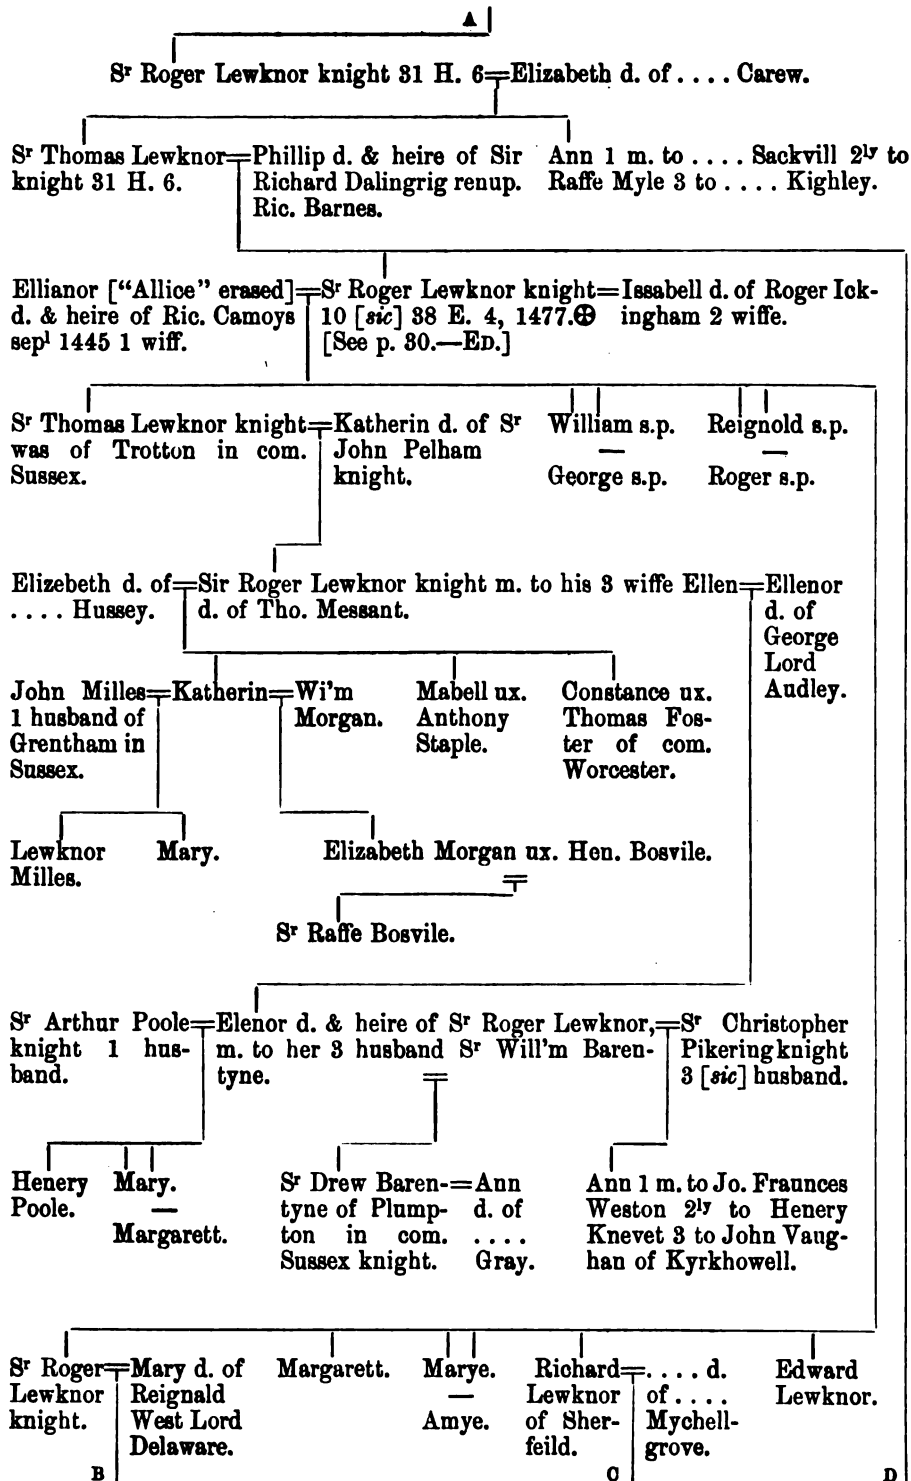 A
Sr Roger Lewknor knight 31 H. 6=Elizabeth d. of . . . . Carew.
Sr Thomas Lewknor=Phillip d. & heire of Sir
knight 31 H. 6.
Richard Dalingrig renup.
Ric. Barnes.
Ann 1 m. to . . . . Sackvill 2ly to
Raffe Myle 3 to . . . . Kighley.
Ellianor ["Allice" erased]
d. & heire of Ric. Camoys
sepl 1445 1 wiff.
=Sr Roger Lewknor knight=
10 [sic] 38 E. 4, 1477.⊕
[See p. 30.—ED.]
Issabell d. of Roger Ick-
ingham 2 wiffe.
Sr Thomas Lewknor knight=
was of Trotton in com.
Sussex.
Katherin d. of Sr
John Pelham
knight.
William s.p.
—
George s.p.
Reignold s.p.
—
Roger s.p.
Elizebeth d. of=
. . . . Hussey.
Sir Roger Lewknor knight m. to his 3 wiffe Ellen=
d. of Tho. Messant.
Ellenor
d. of
George
Lord
Audley.
John Milles=
1 husband of
Grentham in
Sussex.
Katherin=
Wi'm
Morgan.
Mabell ux.
Anthony
Staple.
Constance ux.
Thomas Fos-
ter of com.
Worcester.
Lewknor
Milles.
Mary.
Elizabeth Morgan ux. Hen. Bosvile.
=
Sr Raffe Bosvile.
Sr Arthur Poole=
knight 1 hus-
band.
Elenor d. & heire of Sr Roger Lewknor,=
m. to her 3 husband Sr Will'm Baren-
tyne.
=
Sr Christopher
Pikering knight
3 [sic] husband.
Henery
Poole.
Mary.
—
Margarett.
Sr Drew Baren-=
tyne of Plump-
ton in com.
Sussex knight.
Ann
d. of
. . . .
Gray.
Ann 1 m. to Jo. Fraunces
Weston 2ly to Henery
Knevet 3 to John Vaug-
han of Kyrkhowell.
Sr Roger=
Lewknor
knight.
Mary d. of
Reignald
West Lord
Delaware.
Margarett.
Marye.
—
Amye.
Richard=
Lewknor
of Sher-
feild.
. . . . d.
of . . . .
Mychell-
grove.
Edward
Lewknor.
B
C
D